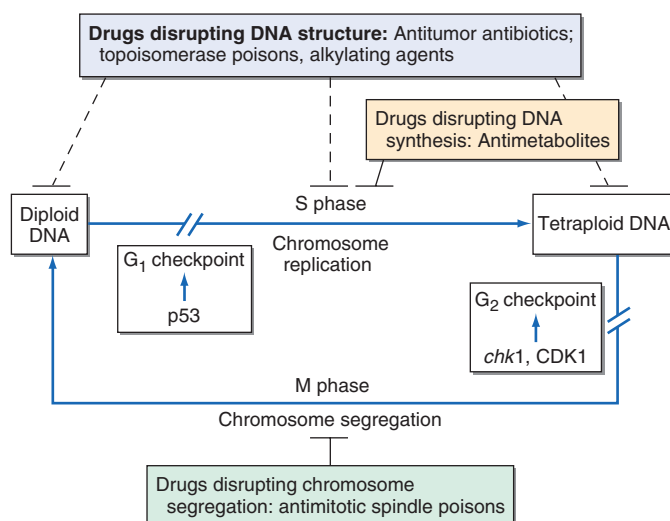 Drugs disrupting DNA structure: Antitumor antibiotics;
topoisomerase poisons, alkylating agents
Drugs disrupting DNA
synthesis: Antimetabolites
Diploid
DNA
S phase
Chromosome
replication
Tetraploid DNA
G1 checkpoint
p53
G2 checkpoint
chk1, CDK1
M phase
Chromosome segregation
Drugs disrupting chromosome
segregation: antimitotic spindle poisons